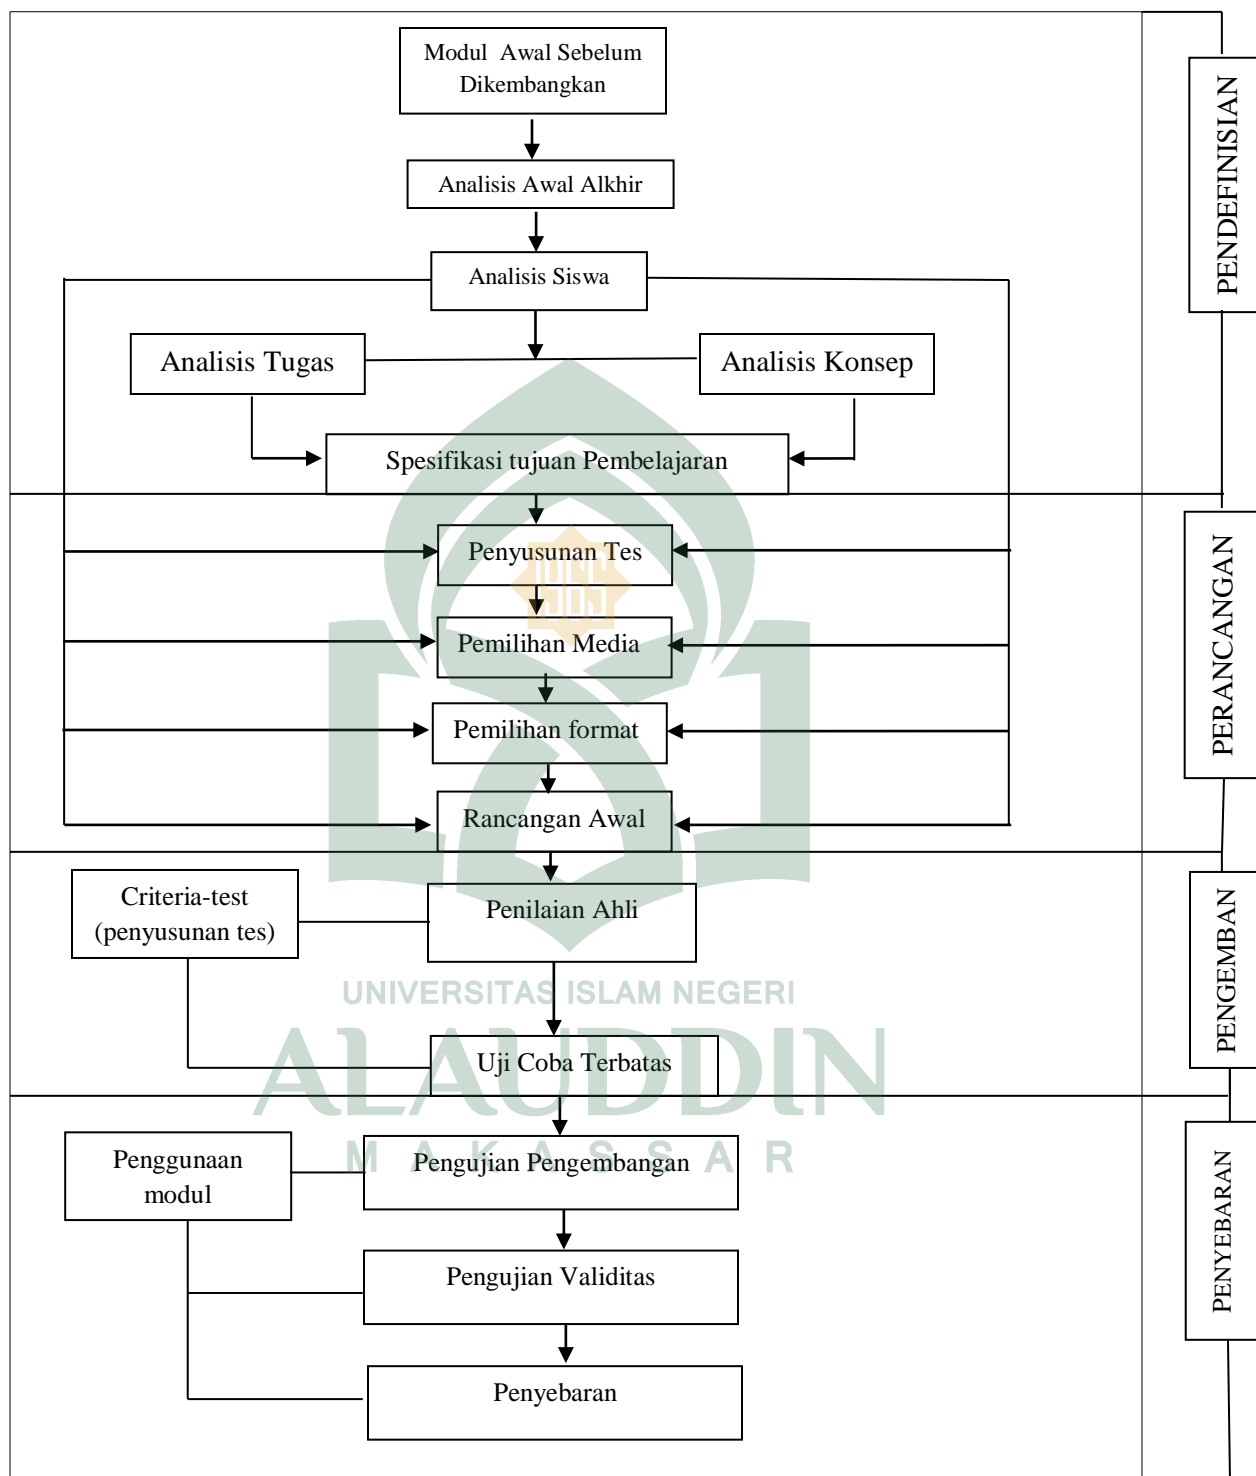 Modul Awal Sebelum
Dikembangkan
PENDEFINISIAN
Analisis Awal Alkhir
Analisis Siswa
Analisis Tugas
Analisis Konsep
Spesifikasi tujuan Pembelajaran
PERANCANGAN
Penyusunan Tes
Pemilihan Media
Pemilihan format
Rancangan Awal
Criteria-test
(penyusunan tes)
Penilaian Ahli
PENGEMBAN
UNIVERSITAS ISLAM NEGERI
ALAUDDIN
Uji Coba Terbatas
MAKASSAR
Penggunaan
modul
Pengujian Pengembangan
PENYEBARAN
Pengujian Validitas
Penyebaran